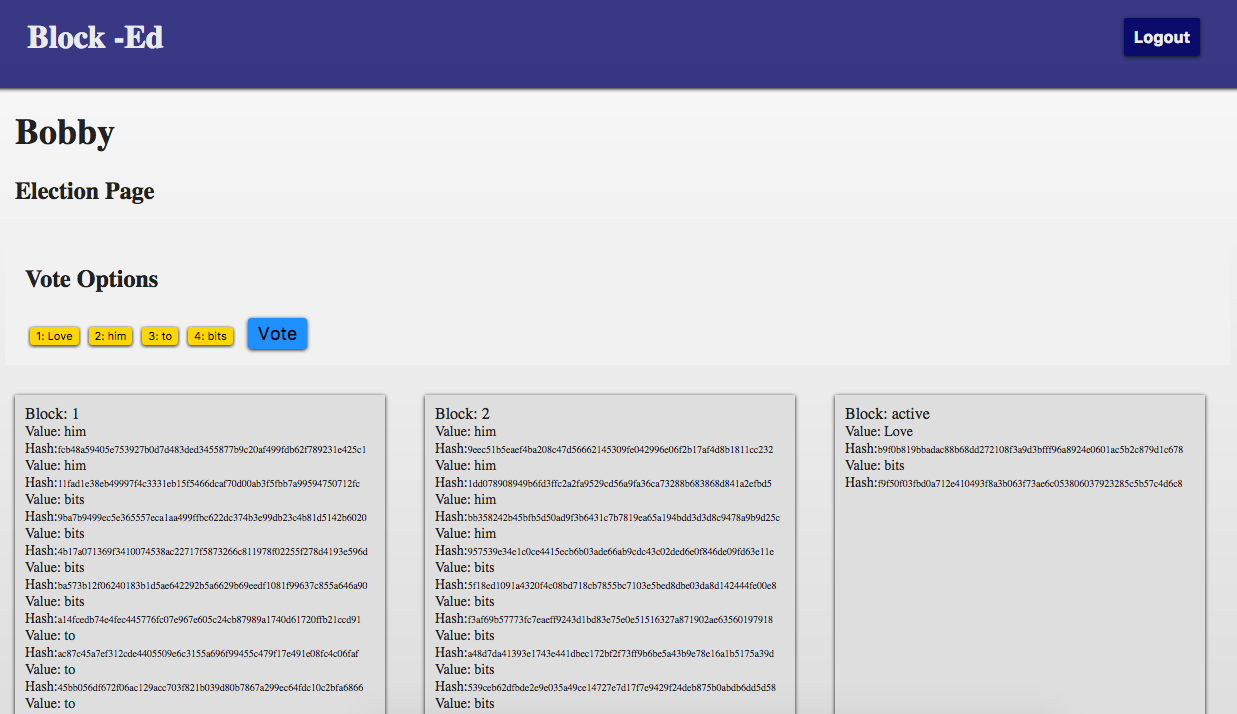 Block -Ed
Logout
Bobby
Election Page
Vote Options
1: Love
2: him
3: to
4: bits
Vote
Block: 1
Value: him
Hash:fcb48a59405e753927b0d7d483ded3455877b9c20af499fdb62f789231e425c1
Value: him
Hash:11fad1e38eb49997f4c3331eb15f5466dcaf70d00ab3f5fbb7a99594750712fc
Value: bits
Hash:9ba7b9499ec5e365557eca1aa499ffbc622dc374b3e99db23c4b81d5142b6020
Value: bits
Hash:4b17a071369f3410074538ac22717f5873266c811978f02255f278d4193e596d
Value: bits
Hash:ba573b12f06240183b1d5ae642292b5a6629b69eedf1081f99637c855a646a90
Value: bits
Hash:a14fcedb74e4fec445776fc07e967e605c24cb87989a1740d61720ffb21ccd91
Value: to
Hash:ac87c45a7ef312cde4405509e6c3155a696f99455c479f17e491e08fc4c06faf
Value: to
Hash:45bb056df672f06ac129acc703f821b039d80b7867a299ec64fdc10c2bfa6866
Value: to
Block: 2
Value: him
Hash:9eec51b5eaef4ba208c47d56662145309fe042996e06f2b17af4d8b1811cc232
Value: him
Hash:1dd078908949b6fd3ffc2a2fa9529cd56a9fa36ca73288b683868d841a2efbd5
Value: him
Hash:bb358242b45bfb5d50ad9f3b6431c7b7819ea65a194bdd3d3d8c9478a9b9d25c
Value: him
Hash:957539e34e1c0ce4415ecb6b03ade66ab9cdc43c02ded6e0f846de09fd63e11e
Value: bits
Hash:5f18ed1091a4320f4c08bd718cb7855bc7103e5bed8dbe03da8d142444fe00e8
Value: bits
Hash:f3af69b57773fc7eaeff9243d1bd83e75e0e51516327a871902ae63560197918
Value: bits
Hash:a48d7da41393e1743e441dbec172bf2f73ff9b6be5a43b9e78e16a1b5175a39d
Value: bits
Hash:539ceb62dfbde2e9e035a49ce14727e7d17f7e9429f24deb875b0abdb6dd5d58
Value: bits
Block: active
Value: Love
Hash:b9f0b819bbadac88b68dd272108f3a9d3bfff96a8924e0601ac5b2c879d1c678
Value: bits
Hash:f9f50f03fbd0a712e410493f8a3b063f73ae6c053806037923285c5b57c4d6c8